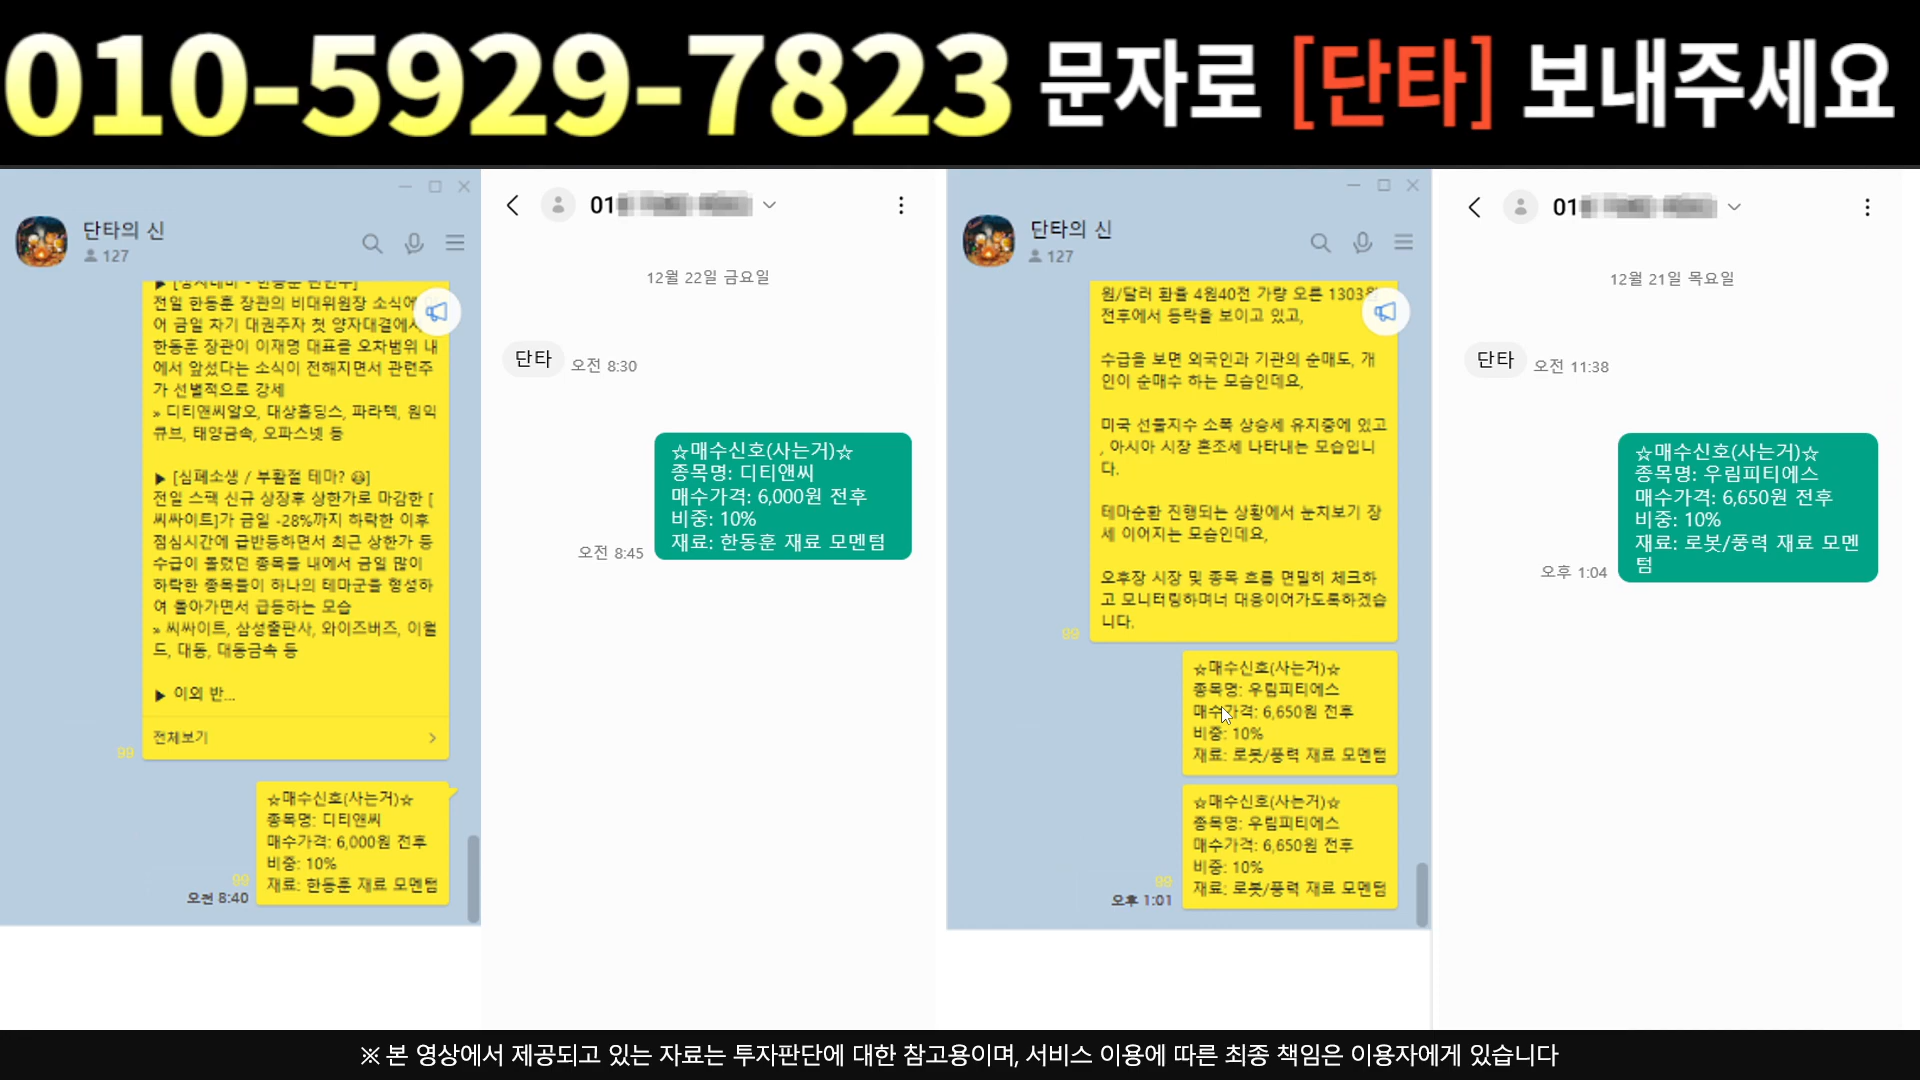 010-5929-7823 문자로 [단타] 보내주세요
단타의 신
127
전일 한동훈 장관의 비대위원장 소식에
어 금일 차기 대권주자 첫 양자대결에서
한동훈 장관이 이재명 대표를 오차범위 내
에서 앞섰다는 소식이 전해지면서 관련주
가 선별적으로 강세
» 디티앤씨알오, 대상홀딩스, 파라텍, 원익
큐브, 태양금속, 오파스넷 등
▶ [심폐소생 / 부활절 테마? 😃]
전일 스팩 신규 상장후 상한가로 마감한 [
씨싸이트]가 금일 -28%까지 하락한 이후
점심시간에 급반등하면서 최근 상한가 등
수급이 몰렸던 종목들 내에서 금일 많이
하락한 종목들이 하나의 테마군을 형성하
여 돌아가면서 급등하는 모습
» 씨싸이트, 삼성출판사, 와이즈버즈, 이월
드, 대동, 대동금속 등
▶ 이외 반...
전체보기
99
☆매수신호(사는거)☆
종목명: 디티앤씨
매수가격: 6,000원 전후
비중: 10%
재료: 한동훈 재료 모멘텀
99
오전 8:40
01
12월 22일 금요일
단타
오전 8:30
☆매수신호(사는거)☆
종목명: 디티앤씨
매수가격: 6,000원 전후
비중: 10%
재료: 한동훈 재료 모멘텀
오전 8:45
단타의 신
127
원/달러 환율 4원40전 가량 오른 1303원
전후에서 등락을 보이고 있고,
수급을 보면 외국인과 기관의 순매도, 개
인이 순매수 하는 모습인데요,
미국 선물지수 소폭 상승세 유지중에 있고
, 아시아 시장 혼조세 나타내는 모습입니
다.
테마순환 진행되는 상황에서 눈치보기 장
세 이어지는 모습인데요,
오후장 시장 및 종목 흐름 면밀히 체크하
고 모니터링하며너 대응이어가도록하겠습
니다.
99
☆매수신호(사는거)☆
종목명: 우림피티에스
매수가격: 6,650원 전후
비중: 10%
재료: 로봇/풍력 재료 모멘텀
☆매수신호(사는거)☆
종목명: 우림피티에스
매수가격: 6,650원 전후
비중: 10%
재료: 로봇/풍력 재료 모멘텀
99
오후 1:01
01
12월 21일 목요일
단타
오전 11:38
☆매수신호(사는거)☆
종목명: 우림피티에스
매수가격: 6,650원 전후
비중: 10%
재료: 로봇/풍력 재료 모멘
텀
오후 1:04
※ 본 영상에서 제공되고 있는 자료는 투자판단에 대한 참고용이며, 서비스 이용에 따른 최종 책임은 이용자에게 있습니다